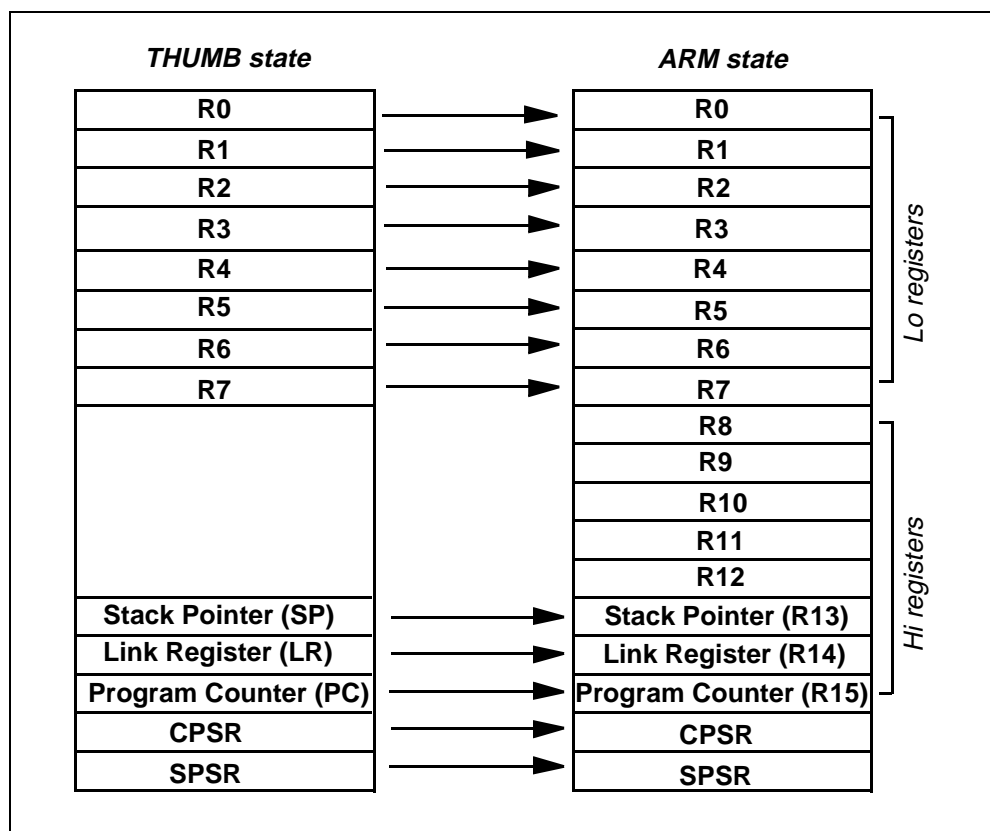 THUMB state
R0
R1
R2
R3
R4
R5
R6
R7
Stack Pointer (SP)
Link Register (LR)
Program Counter (PC)
CPSR
SPSR
ARM state
R0
R1
R2
R3
R4
R5
R6
R7
R8
R9
R10
R11
R12
Stack Pointer (R13)
Link Register (R14)
Program Counter (R15)
CPSR
SPSR
Lo registers
Hi registers